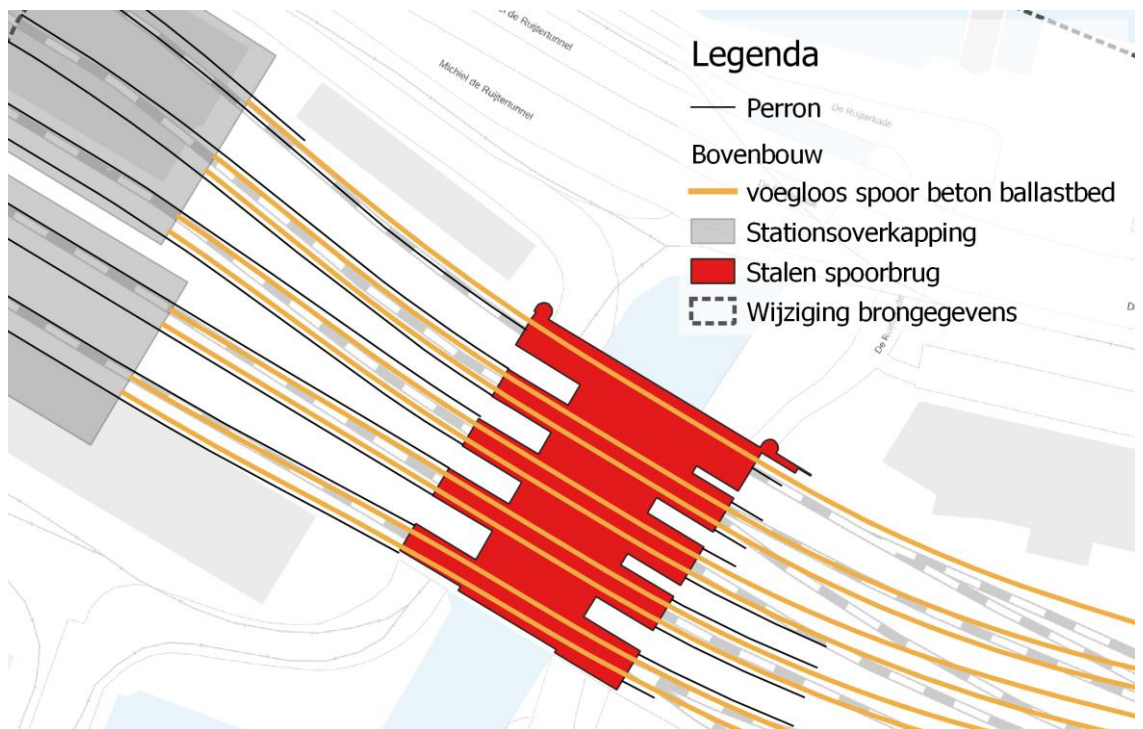 Michiel de Ruijtertunnel
Michiel de Ruijtertunnel
De Ruijterkade
Legenda
Perron
Bovenbouw
voegloos spoor beton ballastbed
Stationsoverkapping
Stalen spoorbrug
Wijziging brongegevens